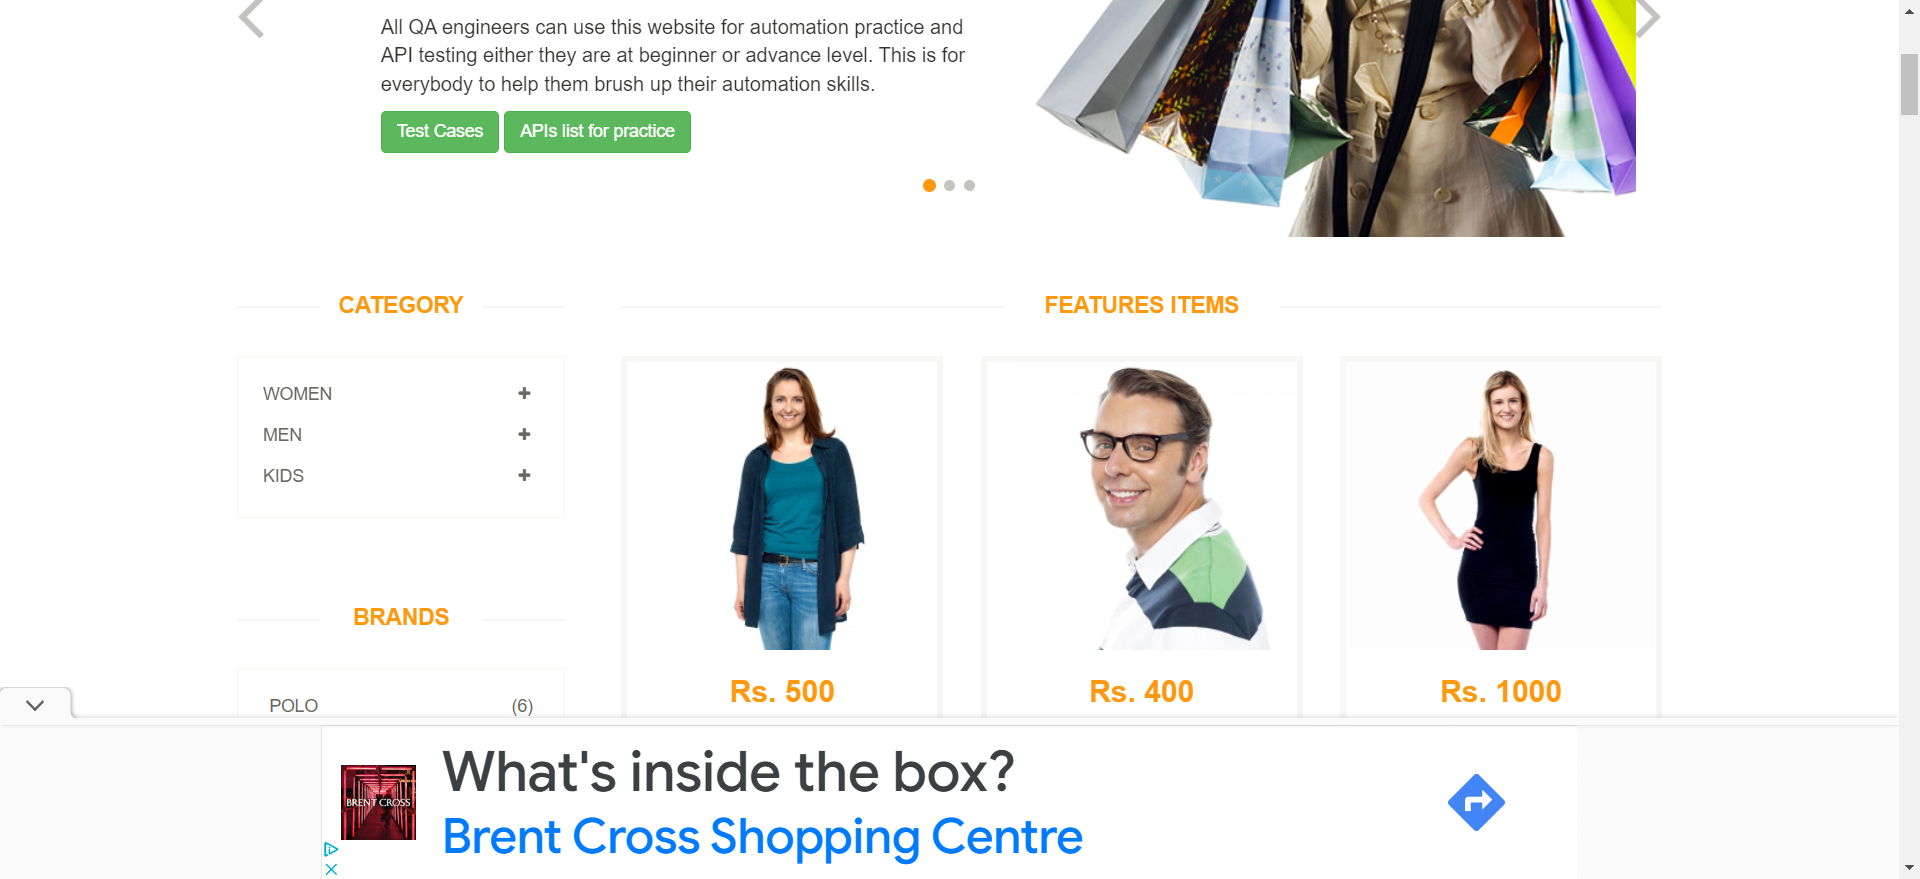 All QA engineers can use this website for automation practice and
API testing either they are at beginner or advance level. This is for
everybody to help them brush up their automation skills.
Test Cases
APIs list for practice
CATEGORY
WOMEN
MEN
KIDS
BRANDS
POLO (6)
FEATURES ITEMS
Rs. 500
Rs. 400
Rs. 1000
BRENT CROSS
What's inside the box?
Brent Cross Shopping Centre